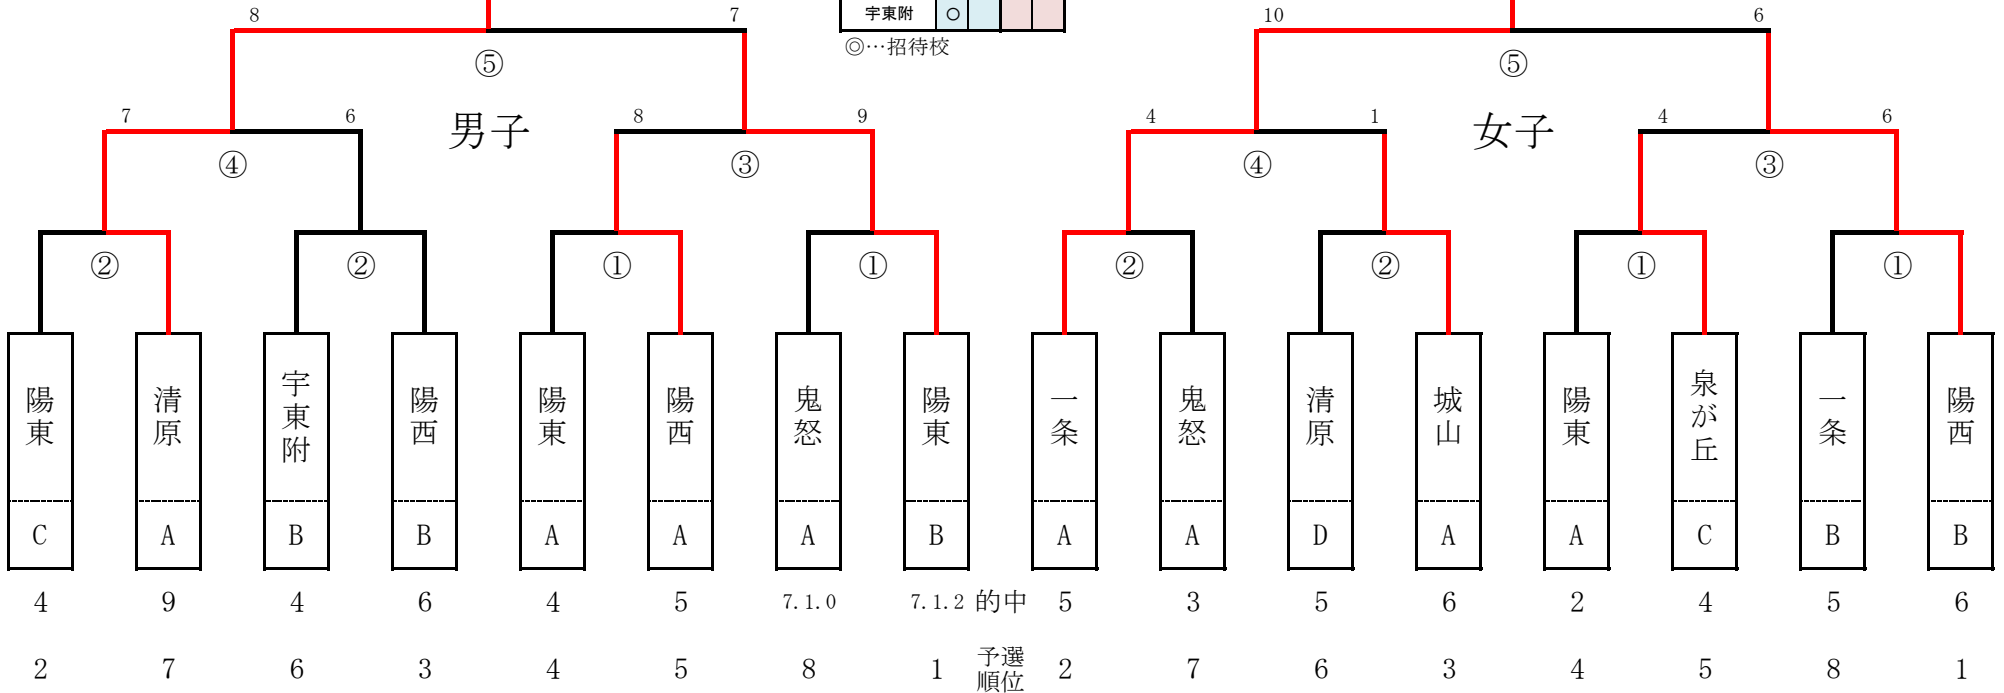 8 7 宇東附 ○ 10 6
◎…招待校
⑤ ⑤
7 6 男子 8 9 4 1 女子 4 6
④ ③ ④ ③
② ② ① ① ② ② ① ①
陽東 清原 宇東附 陽西 陽東 陽西 鬼怒 陽東 一条 鬼怒 清原 城山 陽東 泉が丘 一条 陽西
C A B B A A A B A A D A A C B B
4 9 4 6 4 5 7.1.0 7.1.2 的中 5 3 5 6 2 4 5 6
2 7 6 3 4 5 8 1 予選順位 2 7 6 3 4 5 8 1